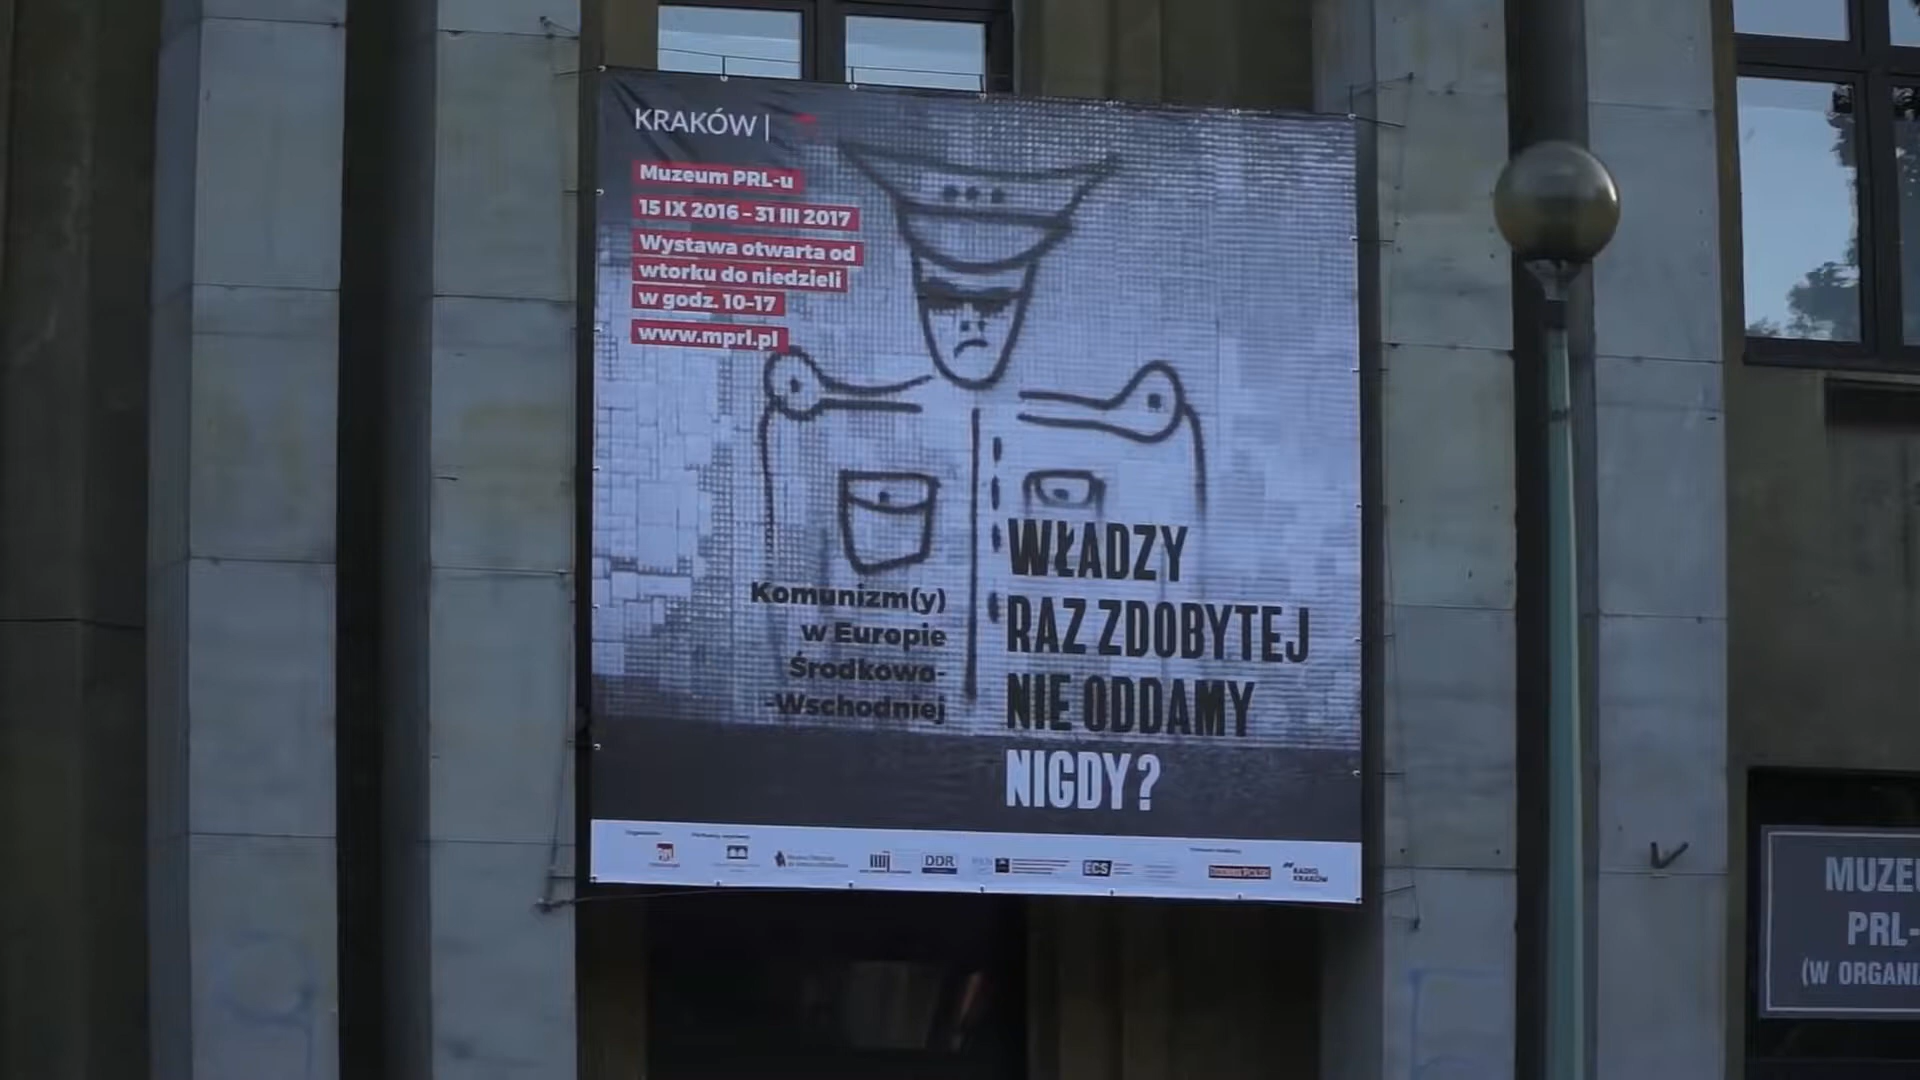 KRAKÓW |
Muzeum PRL-u
15 IX 2016 – 31 III 2017
Wystawa otwarta od
wtorku do niedzieli
w godz. 10–17
www.mprl.pl
Komunizm(y)
w Europie
Środkowo-
-Wschodniej
WŁADZY
RAZ ZDOBYTEJ
NIE ODDAMY
NIGDY?
DDR
ECS
RADIO
KRAKÓW
MUZEU
PRL-
(W ORGANI